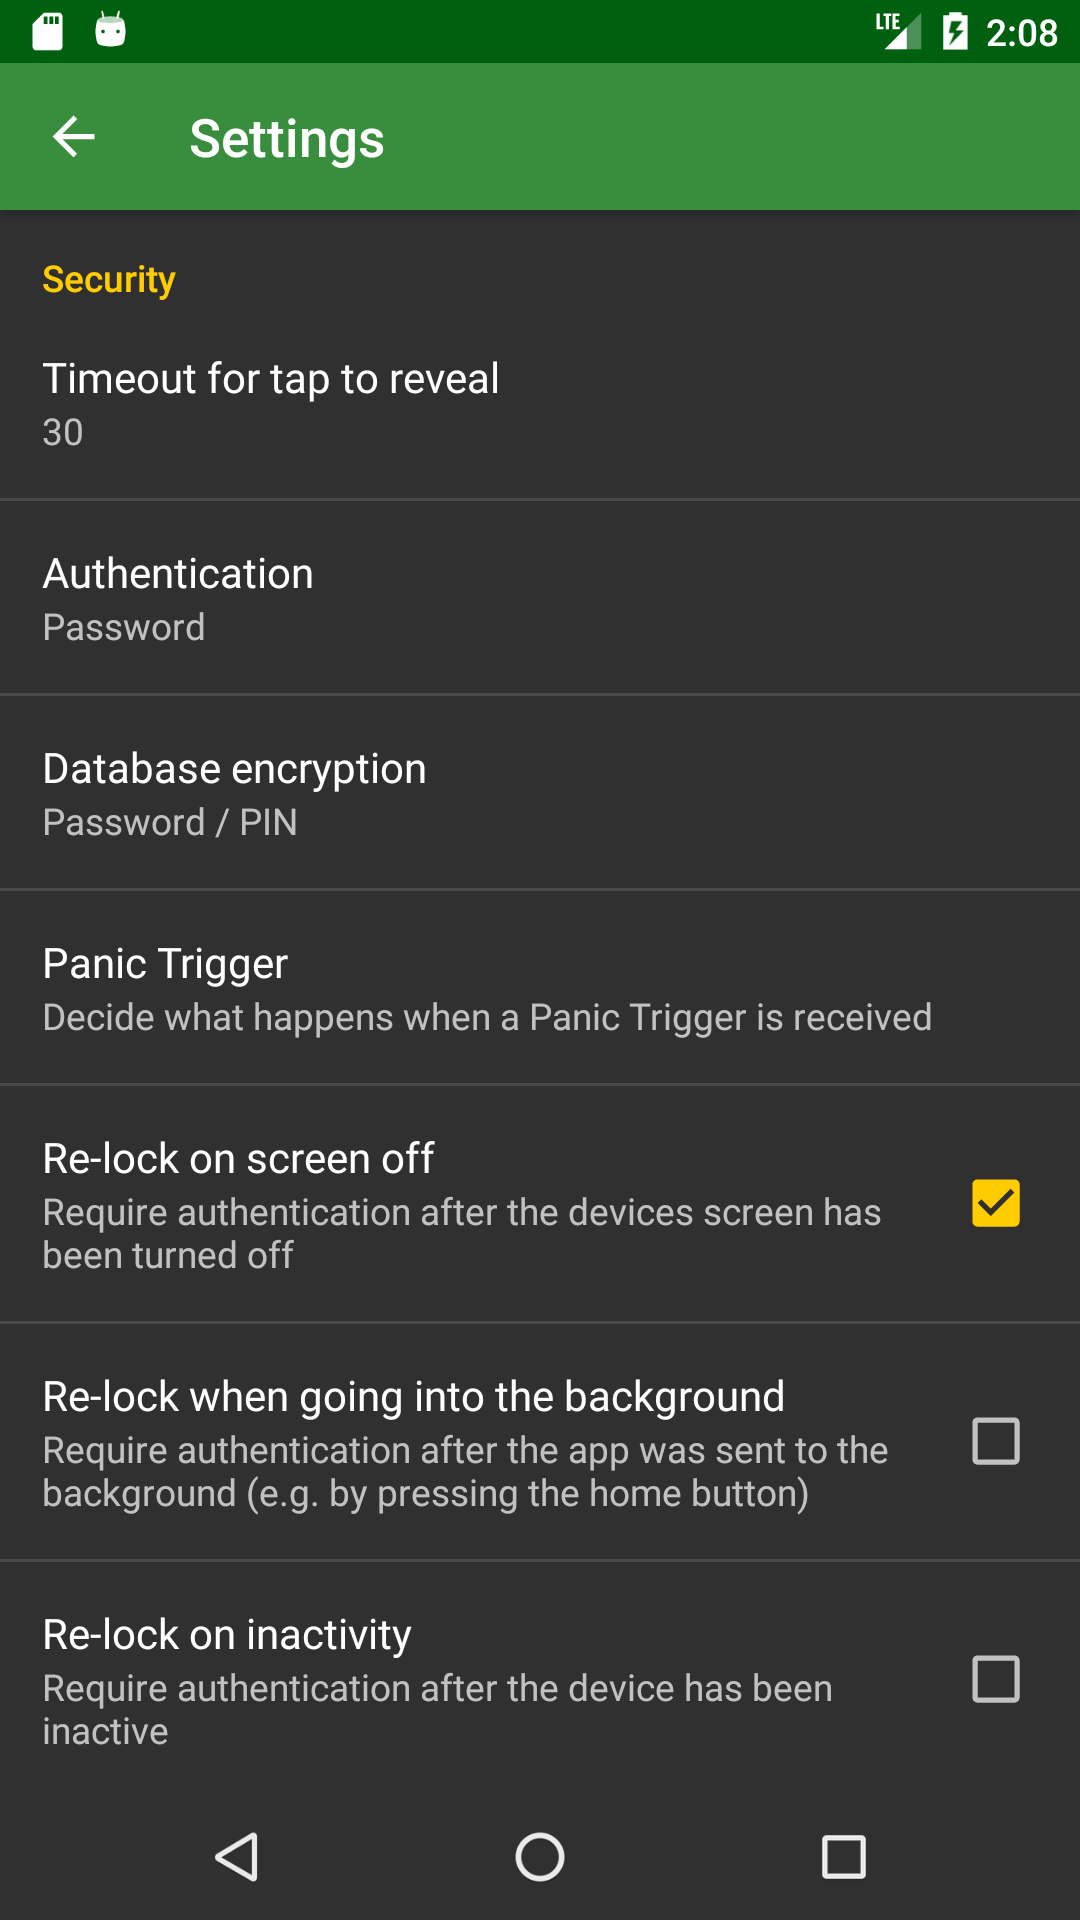 LTE 2:08
Settings
Security
Timeout for tap to reveal
30
Authentication
Password
Database encryption
Password / PIN
Panic Trigger
Decide what happens when a Panic Trigger is received
Re-lock on screen off
Require authentication after the devices screen has
been turned off
Re-lock when going into the background
Require authentication after the app was sent to the
background (e.g. by pressing the home button)
Re-lock on inactivity
Require authentication after the device has been
inactive